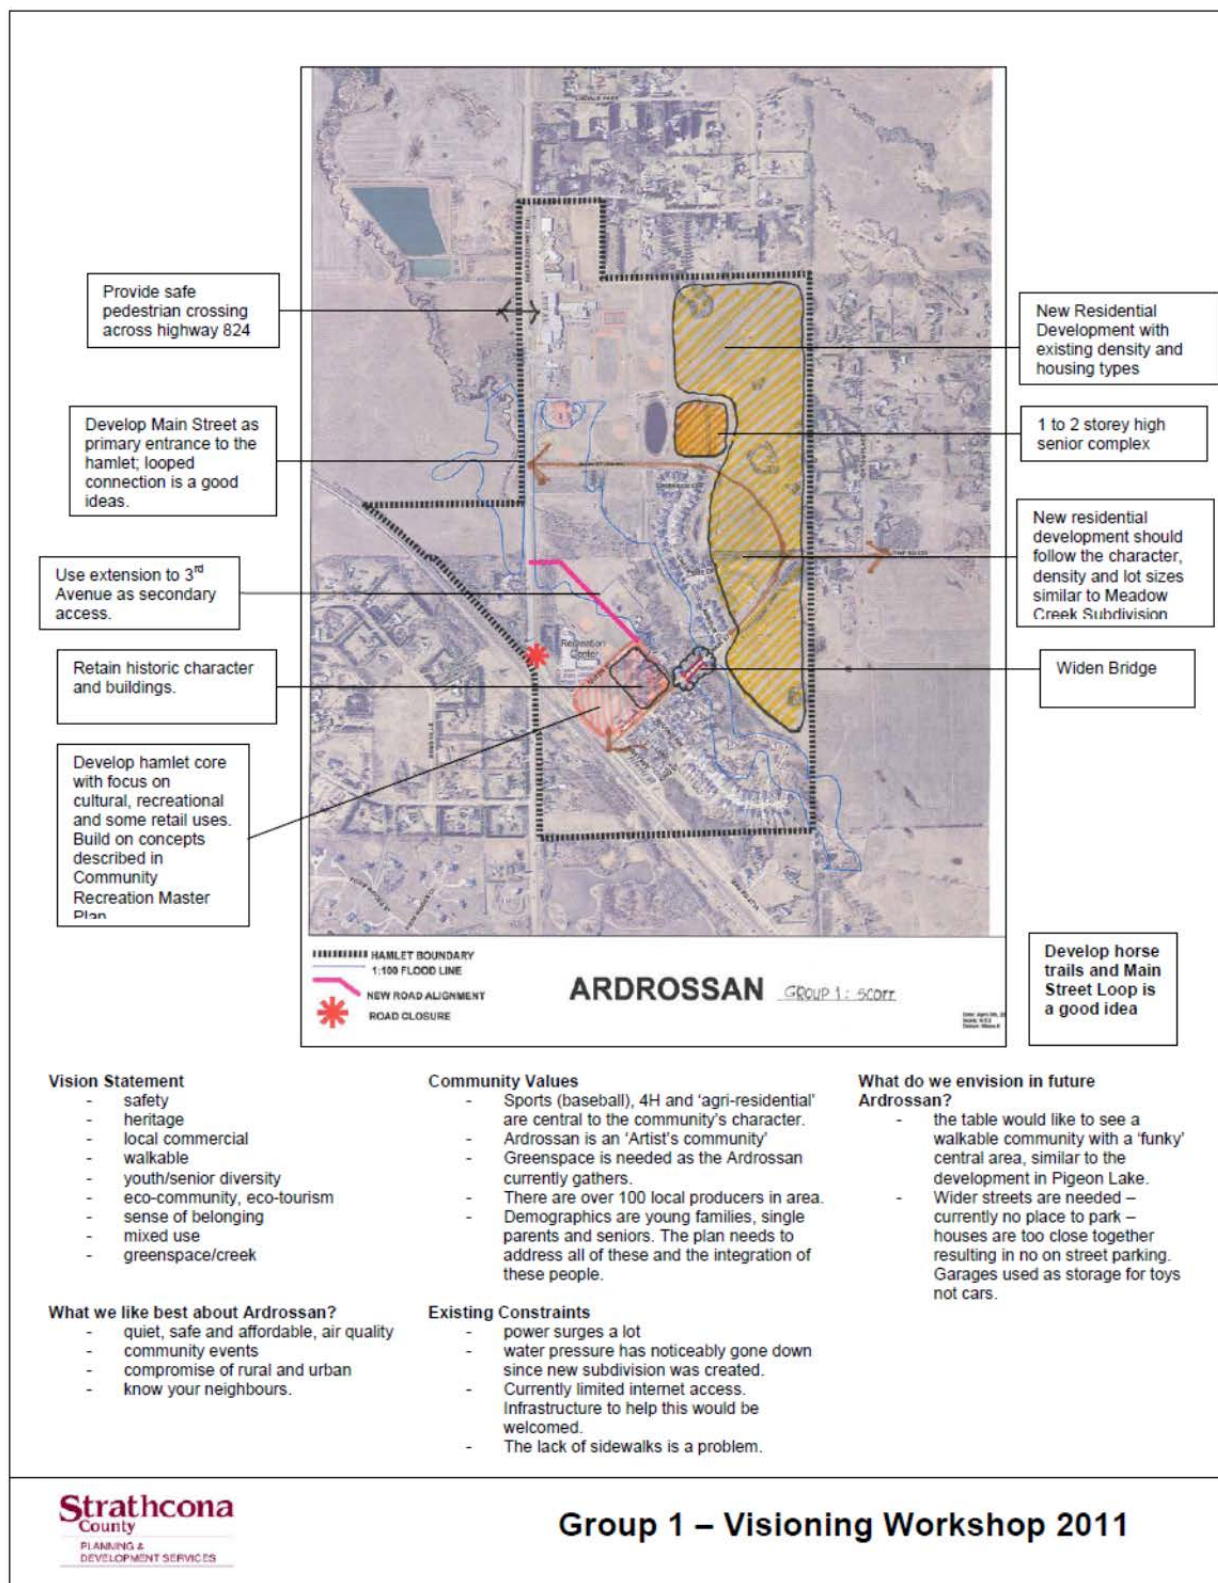 Provide safe
pedestrian crossing
across highway 824
Develop Main Street as
primary entrance to the
hamlet; looped
connection is a good
ideas.
Use extension to 3rd
Avenue as secondary
access.
Retain historic character
and buildings.
Develop hamlet core
with focus on
cultural, recreational
and some retail uses.
Build on concepts
described in
Community
Recreation Master
Plan
Recreation
Center
New Residential
Development with
existing density and
housing types
1 to 2 storey high
senior complex
New residential
development should
follow the character,
density and lot sizes
similar to Meadow
Creek Subdivision
Widen Bridge
Develop horse
trails and Main
Street Loop is
a good idea
HAMLET BOUNDARY
1:100 FLOOD LINE
NEW ROAD ALIGNMENT
ROAD CLOSURE
ARDROSSAN GROUP 1: SCOTT
Vision Statement
- safety
- heritage
- local commercial
- walkable
- youth/senior diversity
- eco-community, eco-tourism
- sense of belonging
- mixed use
- greenspace/creek
What we like best about Ardrossan?
- quiet, safe and affordable, air quality
- community events
- compromise of rural and urban
- know your neighbours.
Community Values
- Sports (baseball), 4H and ‘agri-residential’
are central to the community’s character.
- Ardrossan is an ‘Artist’s community’
- Greenspace is needed as the Ardrossan
currently gathers.
- There are over 100 local producers in area.
- Demographics are young families, single
parents and seniors. The plan needs to
address all of these and the integration of
these people.
Existing Constraints
- power surges a lot
- water pressure has noticeably gone down
since new subdivision was created.
- Currently limited internet access.
Infrastructure to help this would be
welcomed.
- The lack of sidewalks is a problem.
What do we envision in future
Ardrossan?
- the table would like to see a
walkable community with a ‘funky’
central area, similar to the
development in Pigeon Lake.
- Wider streets are needed –
currently no place to park –
houses are too close together
resulting in no on street parking.
Garages used as storage for toys
not cars.
Strathcona
County
PLANNING &
DEVELOPMENT SERVICES
Group 1 – Visioning Workshop 2011